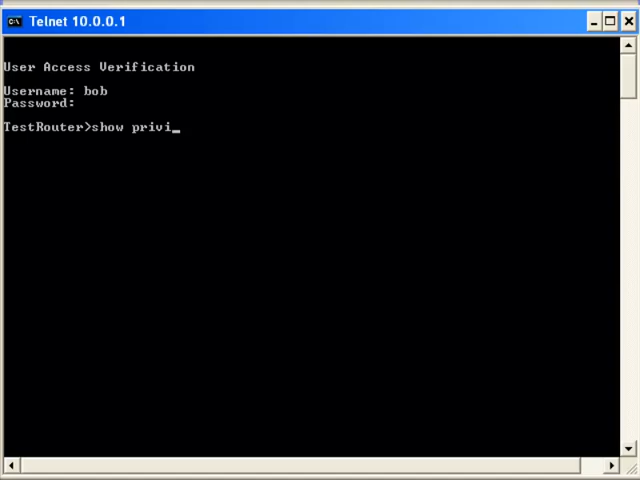 Telnet 10.0.0.1
User Access Verification
Username: bob
Password:
TestRouter>show privi_